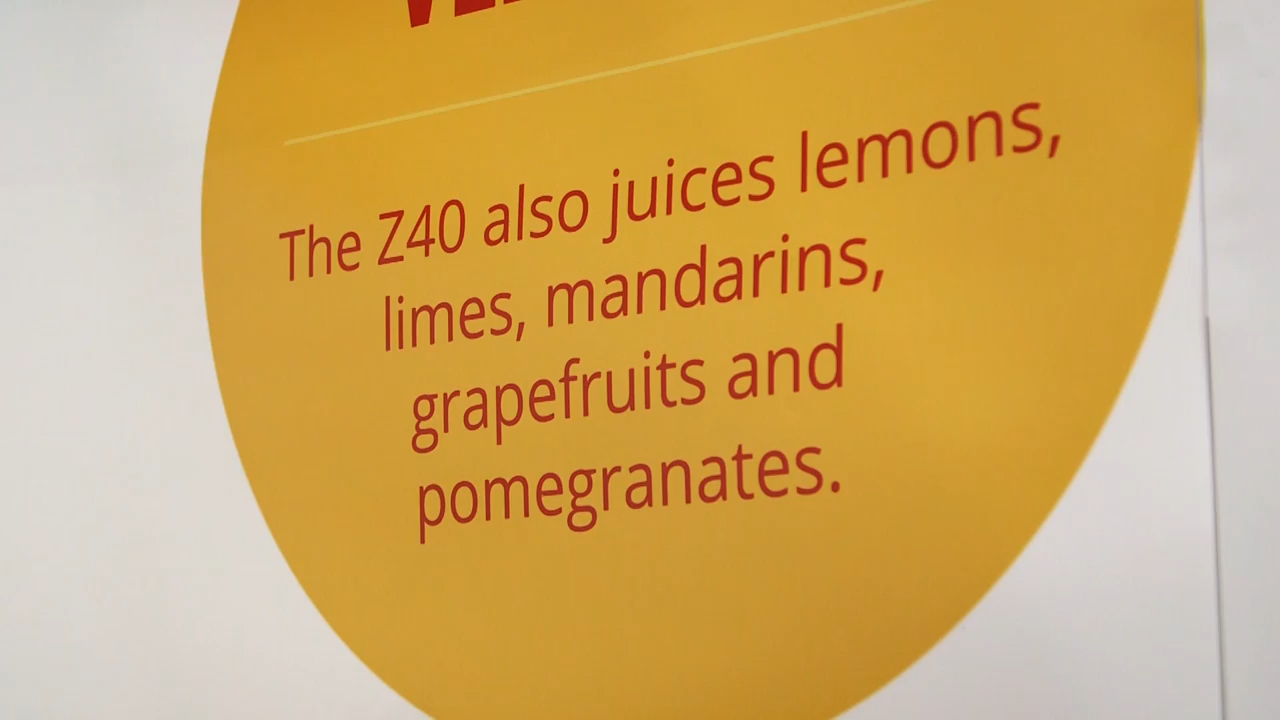 The Z40 also juices lemons,
limes, mandarins,
grapefruits and
pomegranates.